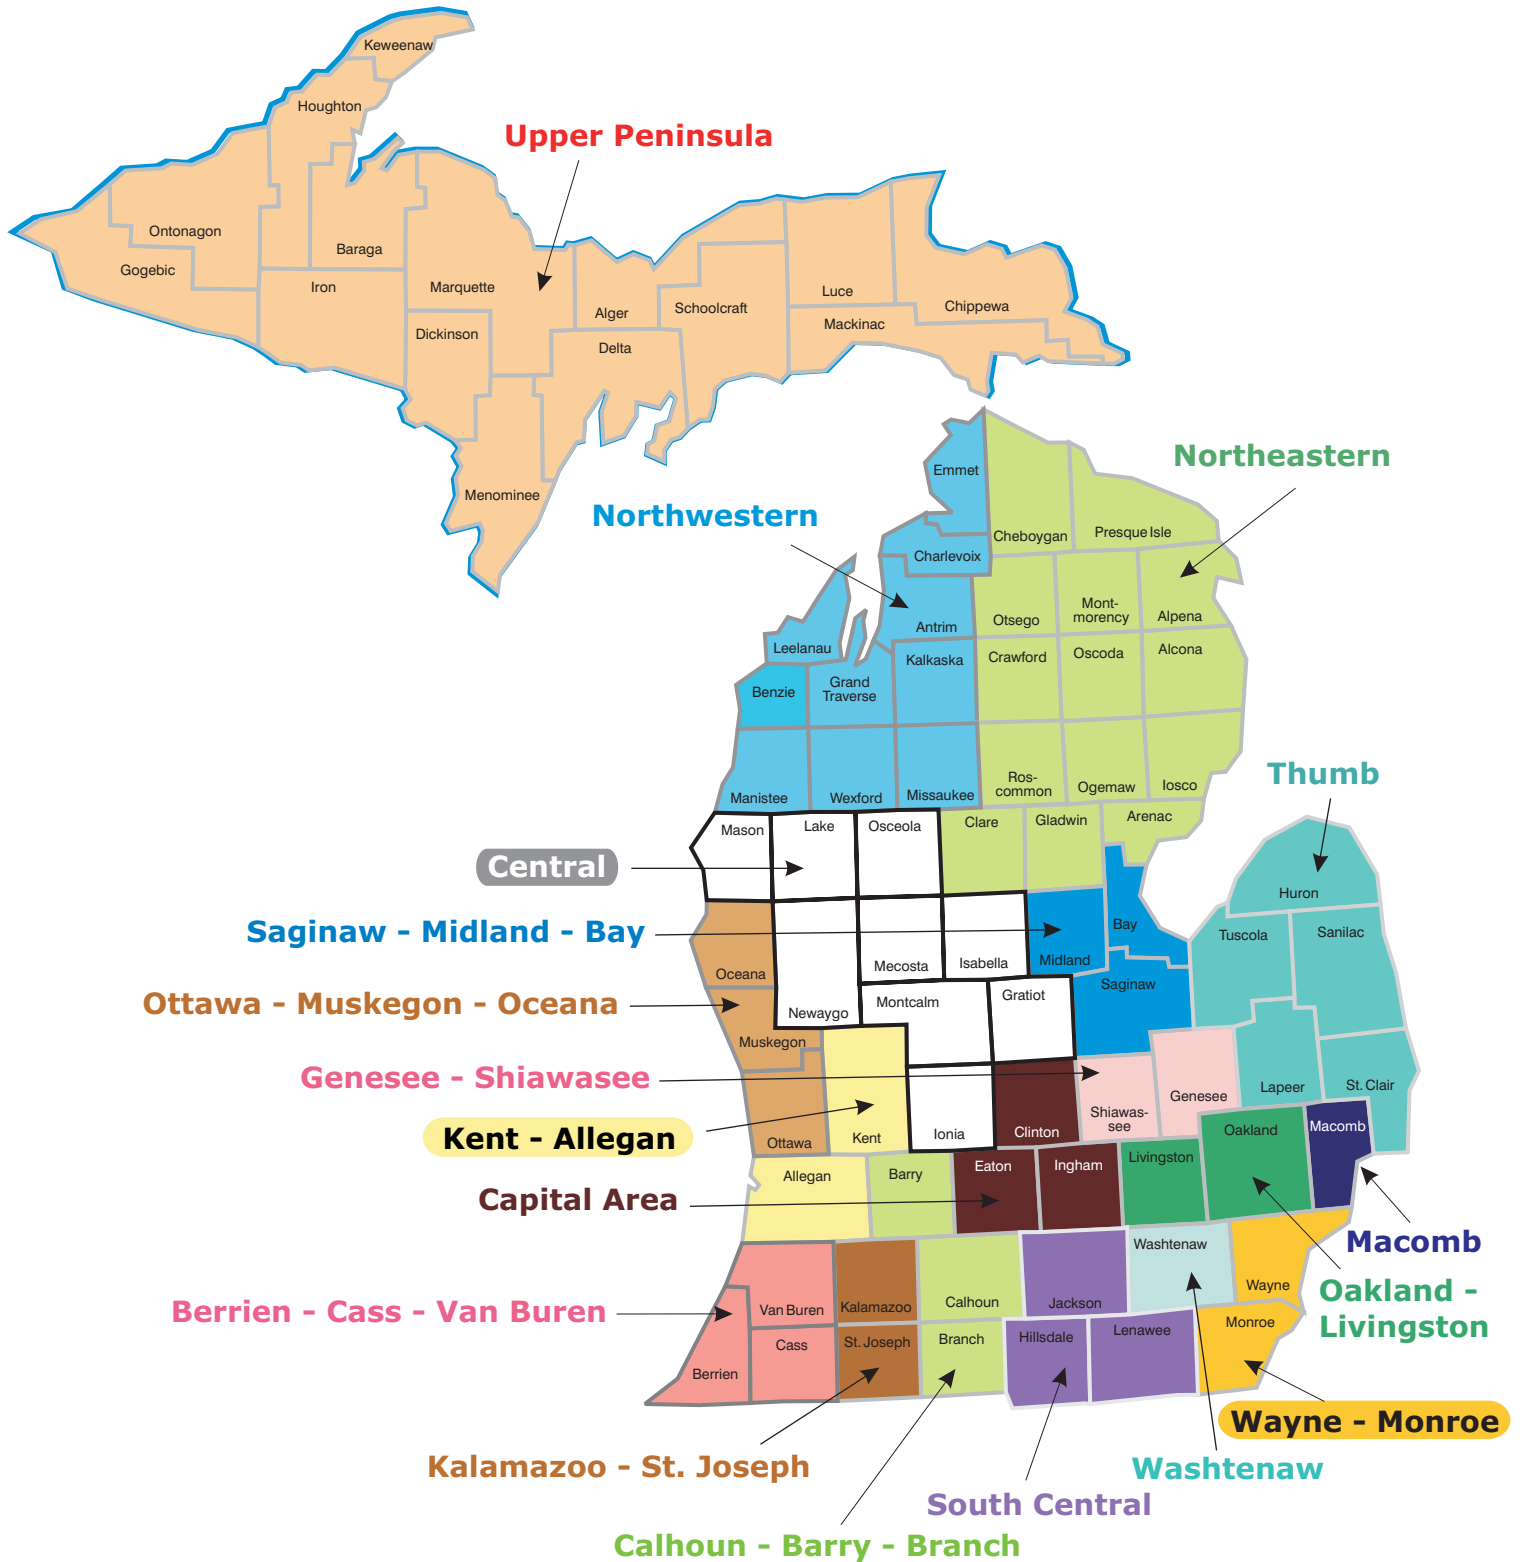 Keweenaw
Houghton
Upper Peninsula
Ontonagon
Baraga
Gogebic
Iron
Marquette
Alger
Schoolcraft
Luce
Chippewa
Mackinac
Dickinson
Delta
Menominee
Emmet
Northeastern
Northwestern
Cheboygan
Presque Isle
Charlevoix
Antrim
Otsego
Mont-
morency
Alpena
Leelanau
Kalkaska
Crawford
Oscoda
Alcona
Benzie
Grand
Traverse
Manistee
Wexford
Missaukee
Ros-
common
Ogemaw
Iosco
Thumb
Mason
Lake
Osceola
Clare
Gladwin
Arenac
Central
Huron
Saginaw - Midland - Bay
Bay
Tuscola
Sanilac
Oceana
Mecosta
Isabella
Midland
Saginaw
Ottawa - Muskegon - Oceana
Newaygo
Montcalm
Gratiot
Muskegon
Genesee - Shiawasee
Shiawas-
see
Genesee
Lapeer
St. Clair
Kent - Allegan
Ottawa
Kent
Ionia
Clinton
Oakland
Macomb
Allegan
Barry
Eaton
Ingham
Livingston
Capital Area
Macomb
Washtenaw
Wayne
Oakland -
Livingston
Berrien - Cass - Van Buren
Van Buren
Kalamazoo
Calhoun
Jackson
Cass
St. Joseph
Branch
Hillsdale
Lenawee
Monroe
Berrien
Wayne - Monroe
Kalamazoo - St. Joseph
Washtenaw
South Central
Calhoun - Barry - Branch